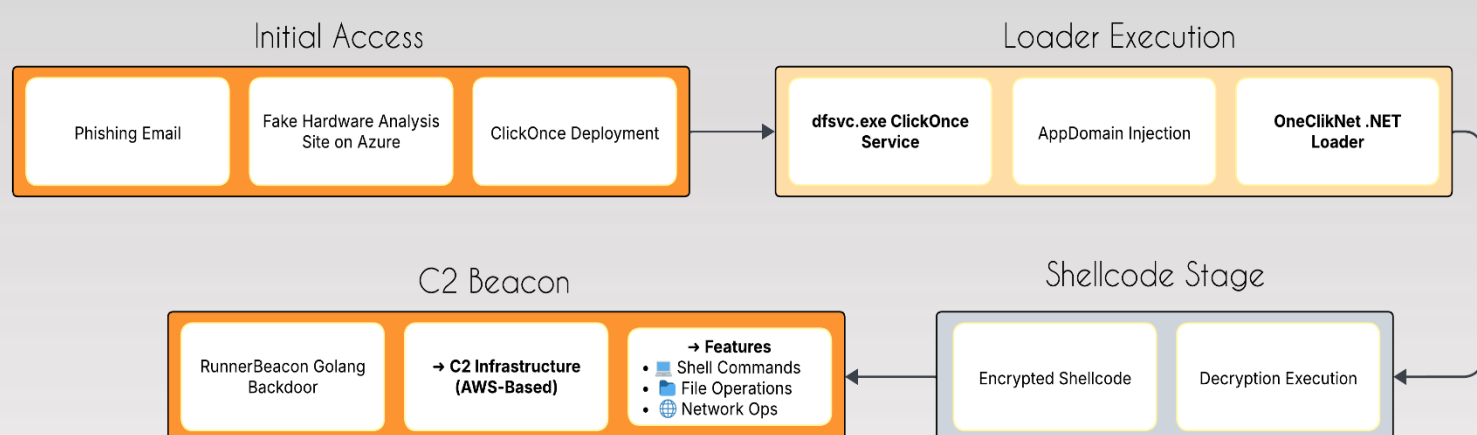 Initial Access
Phishing Email
Fake Hardware Analysis
Site on Azure
ClickOnce Deployment
Loader Execution
dfsvc.exe ClickOnce
Service
AppDomain Injection
OneClikNet .NET
Loader
Shellcode Stage
Encrypted Shellcode
Decryption Execution
C2 Beacon
RunnerBeacon Golang
Backdoor
→ C2 Infrastructure
(AWS-Based)
→ Features
• 💻 Shell Commands
• 📁 File Operations
• 🌐 Network Ops